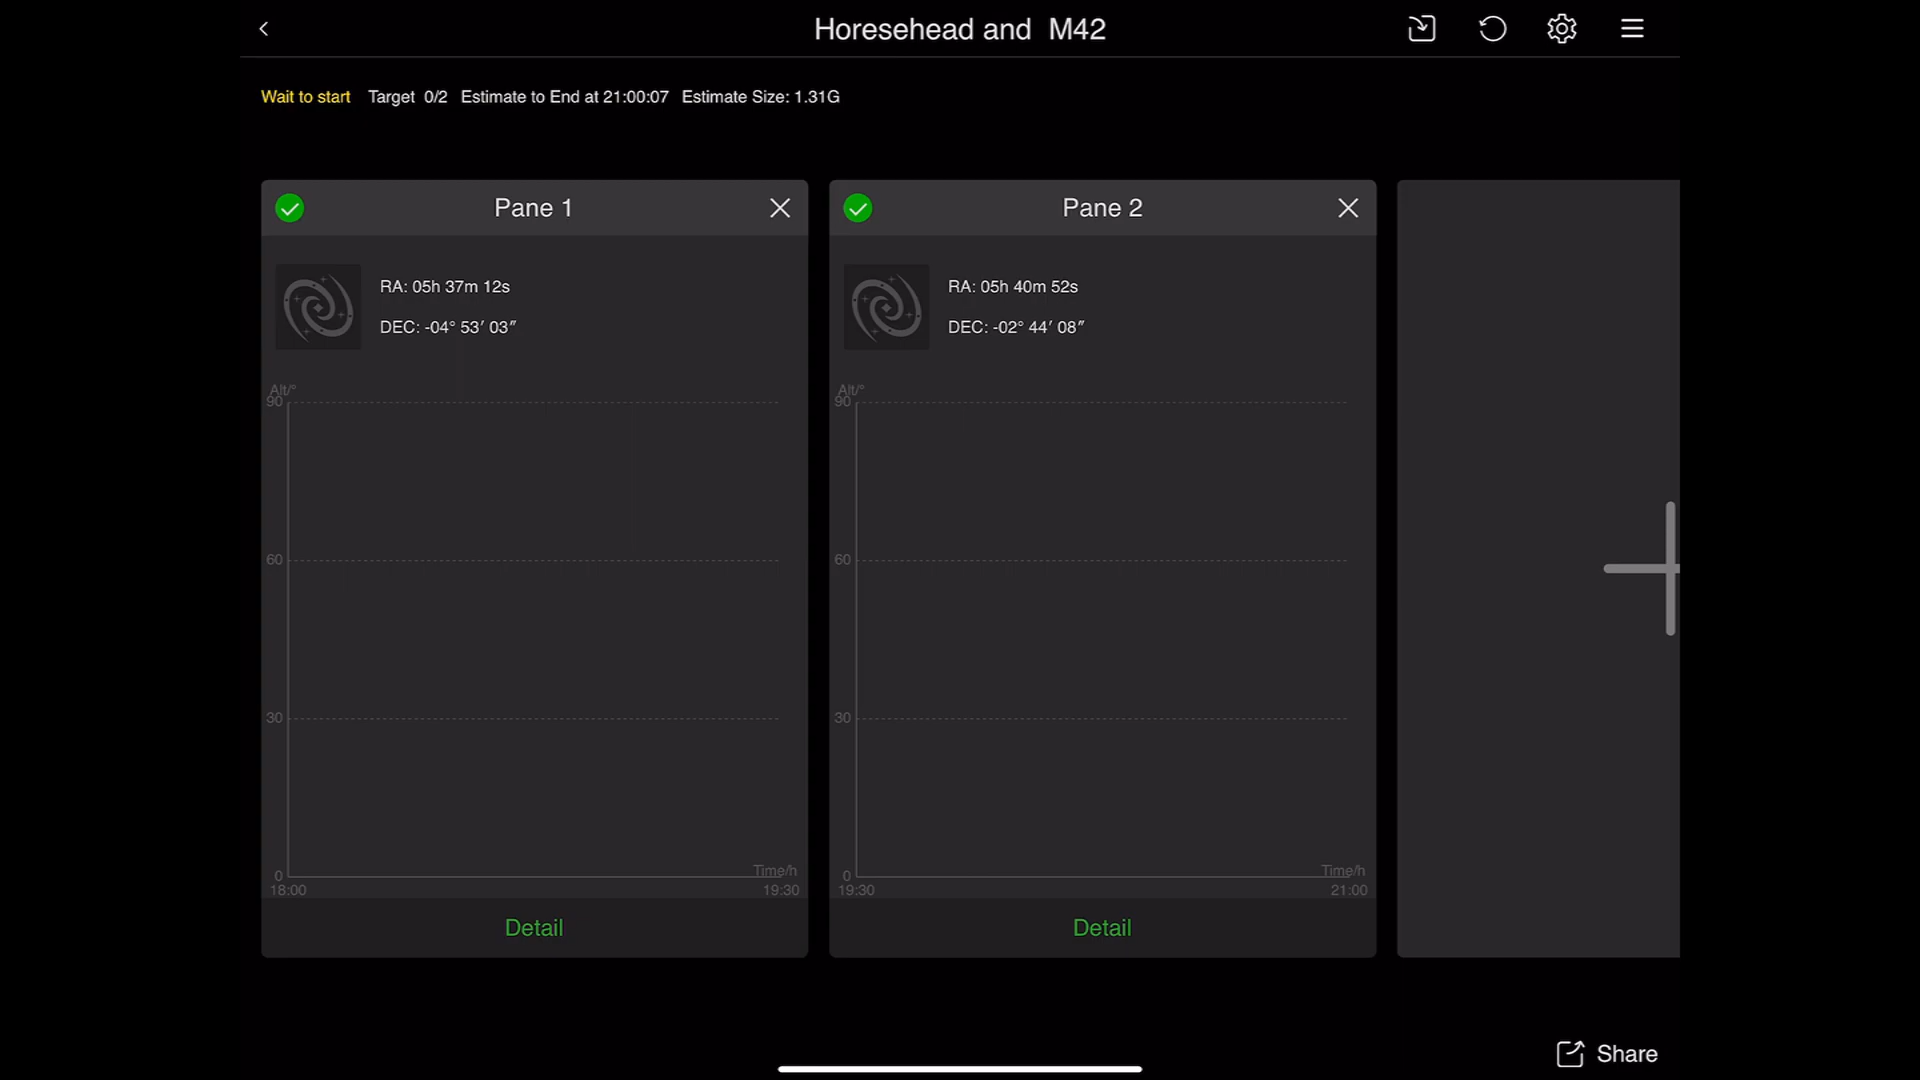 Horesehead and  M42
Wait to start   Target  0/2   Estimate to End at 21:00:07   Estimate Size: 1.31G
Pane 1
RA: 05h 37m 12s
DEC: -04° 53′ 03″
Alt/°
90
60
30
0
Time/h
18:00
19:30
Detail
Pane 2
RA: 05h 40m 52s
DEC: -02° 44′ 08″
Alt/°
90
60
30
0
Time/h
19:30
21:00
Detail
Share